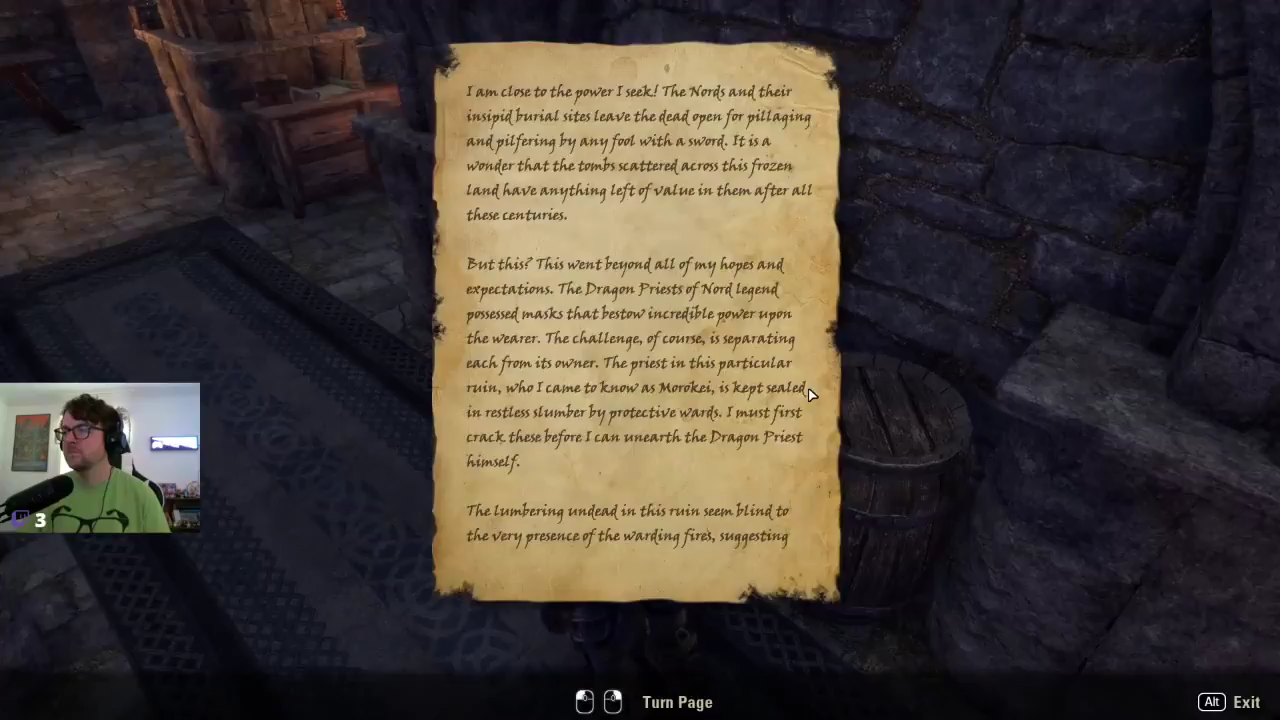 I am close to the power I seek! The Nords and their
insipid burial sites leave the dead open for pillaging
and pilfering by any fool with a sword. It is a
wonder that the tombs scattered across this frozen
land have anything left of value in them after all
these centuries.
But this? This went beyond all of my hopes and
expectations. The Dragon Priests of Nord legend
possessed masks that bestow incredible power upon
the wearer. The challenge, of course, is separating
each from its owner. The priest in this particular
ruin, who I came to know as Morokei, is kept sealed
in restless slumber by protective wards. I must first
crack these before I can unearth the Dragon Priest
himself.
The lumbering undead in this ruin seem blind to
the very presence of the warding fires, suggesting
3
Turn Page
Alt Exit